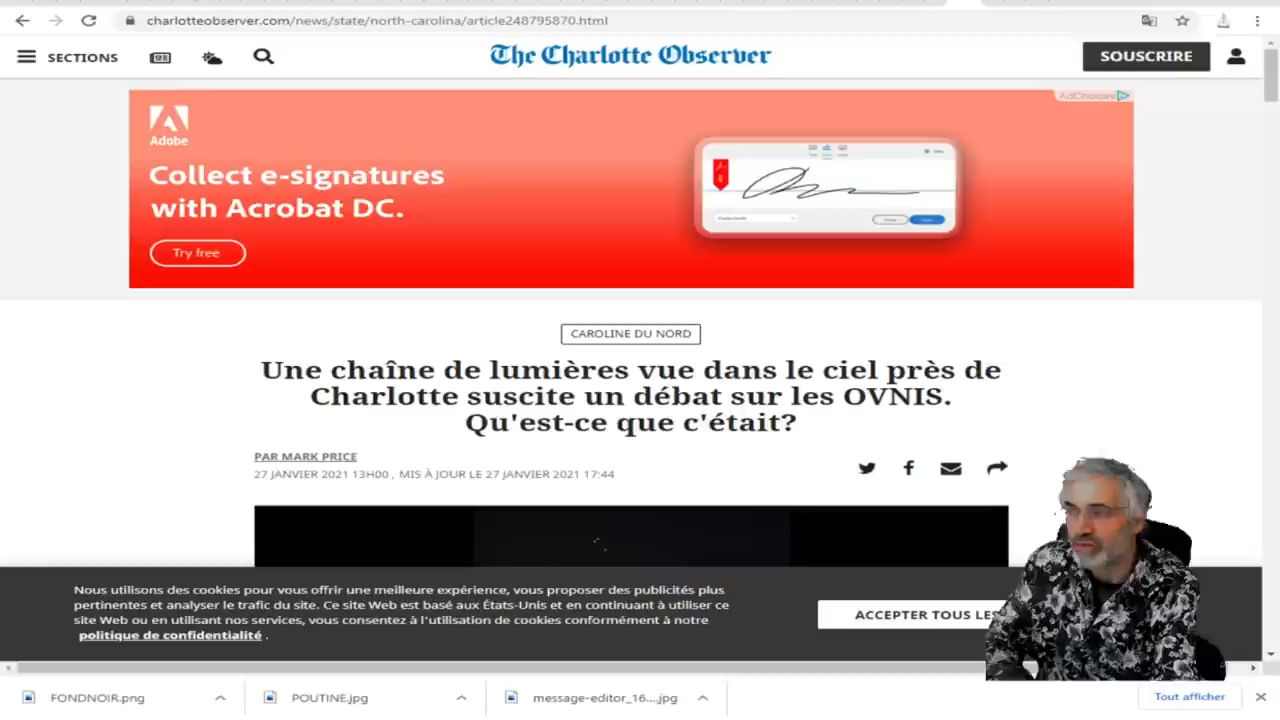 charlotteobserver.com/news/state/north-carolina/article248795870.html
SECTIONS
The Charlotte Observer
SOUSCRIRE
AdChoices
Adobe
Collect e-signatures
with Acrobat DC.
Try free
CAROLINE DU NORD
Une chaîne de lumières vue dans le ciel près de
Charlotte suscite un débat sur les OVNIS.
Qu'est-ce que c'était?
PAR MARK PRICE
27 JANVIER 2021 13H00 , MIS À JOUR LE 27 JANVIER 2021 17:44
Nous utilisons des cookies pour vous offrir une meilleure expérience, vous proposer des publicités plus
pertinentes et analyser le trafic du site. Ce site Web est basé aux États-Unis et en continuant à utiliser ce
site Web ou en utilisant nos services, vous consentez à l'utilisation de cookies conformément à notre
politique de confidentialité .
ACCEPTER TOUS LES
FONDNOIR.png
POUTINE.jpg
message-editor_16....jpg
Tout afficher